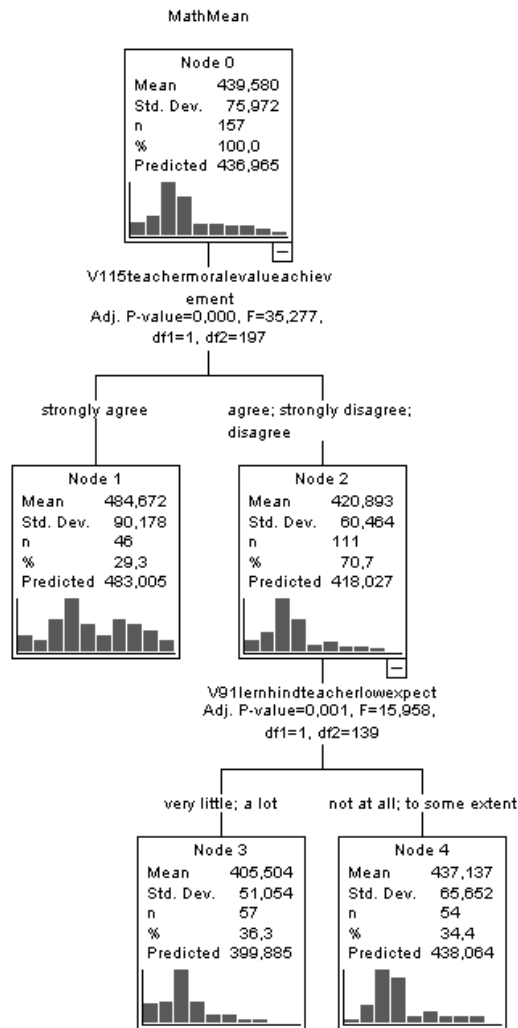 MathMean
Node 0
Mean 439,580
Std. Dev. 75,972
n 157
% 100,0
Predicted 436,965
V115teachermoralevalueachiev
ement
Adj. P-value=0,000, F=35,277,
df1=1, df2=197
strongly agree
agree; strongly disagree;
disagree
Node 1
Mean 484,672
Std. Dev. 90,178
n 46
% 29,3
Predicted 483,005
Node 2
Mean 420,893
Std. Dev. 60,464
n 111
% 70,7
Predicted 418,027
V91lernhindteacherlowexpect
Adj. P-value=0,001, F=15,958,
df1=1, df2=139
very little; a lot
not at all; to some extent
Node 3
Mean 405,504
Std. Dev. 51,054
n 57
% 36,3
Predicted 399,885
Node 4
Mean 437,137
Std. Dev. 65,652
n 54
% 34,4
Predicted 438,064